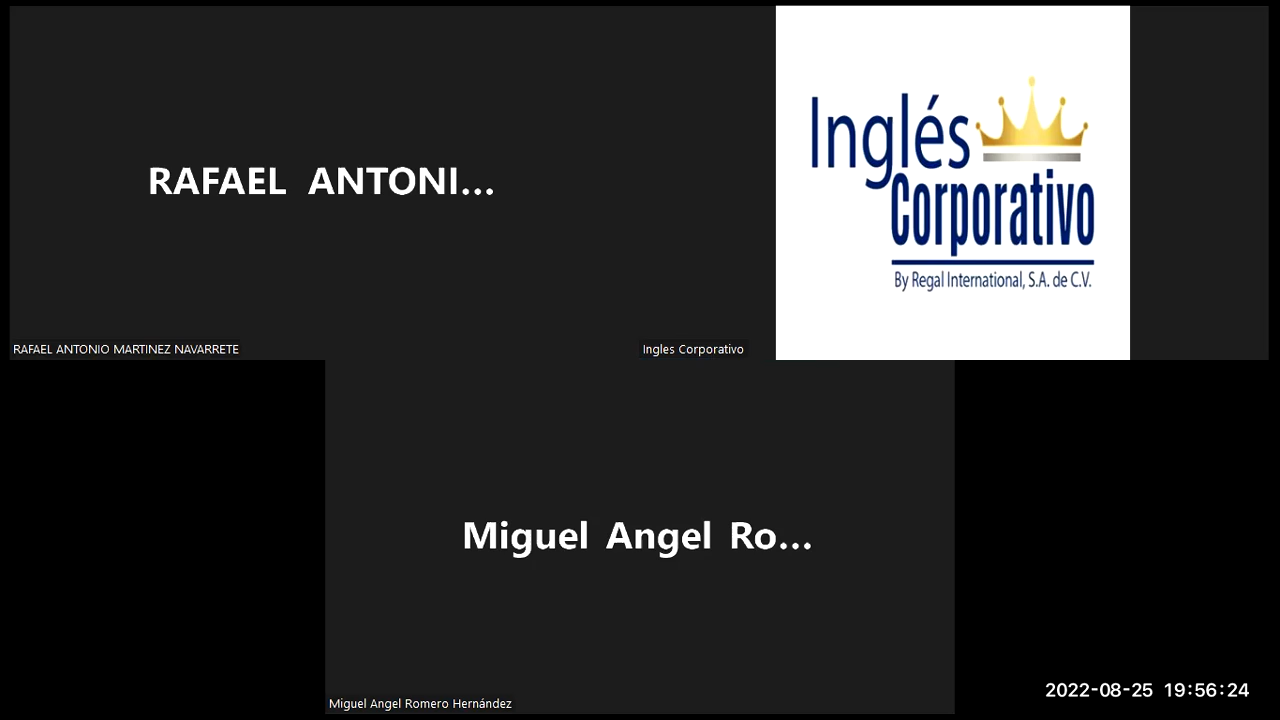 RAFAEL ANTONI...
RAFAEL ANTONIO MARTINEZ NAVARRETE
Inglés
Corporativo
By Regal International, S.A. de C.V.
Ingles Corporativo
Miguel Angel Ro...
Miguel Angel Romero Hernández
2022-08-25 19:56:24